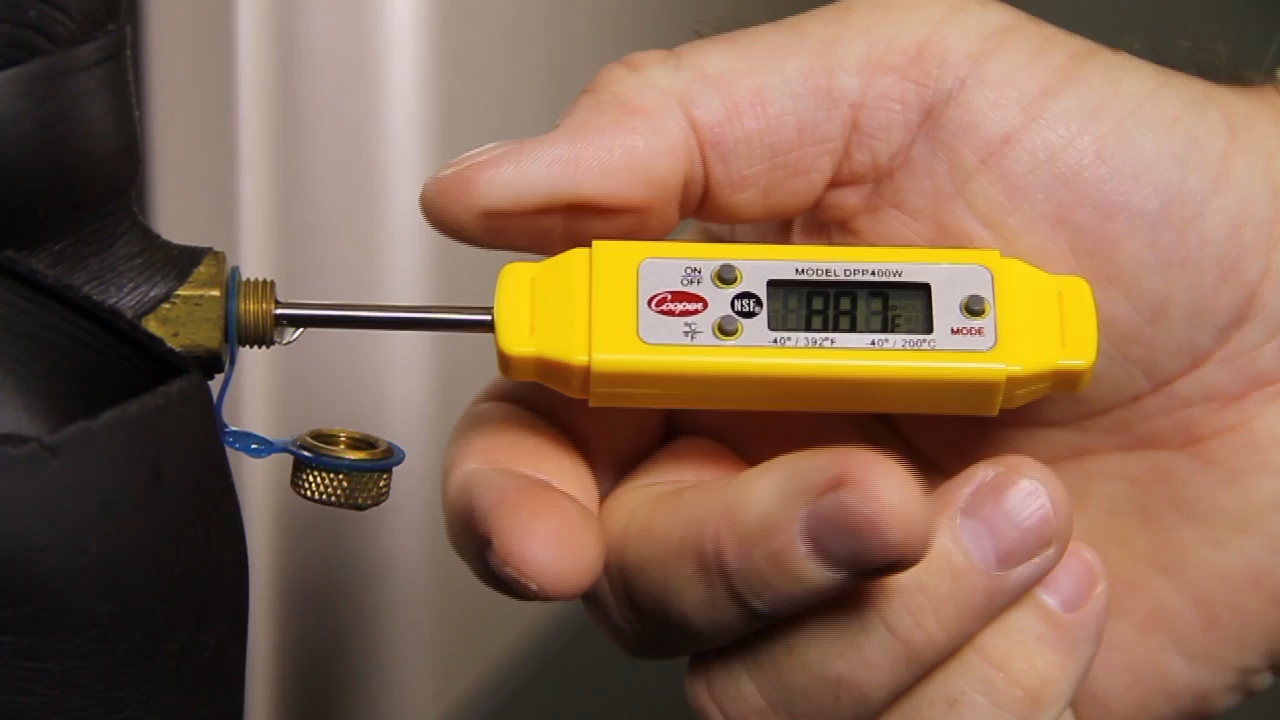 ON
OFF
MODEL DPP400W
Cooper
NSF®
°C
°F
F
MODE
-40° / 392°F -40° / 200°C